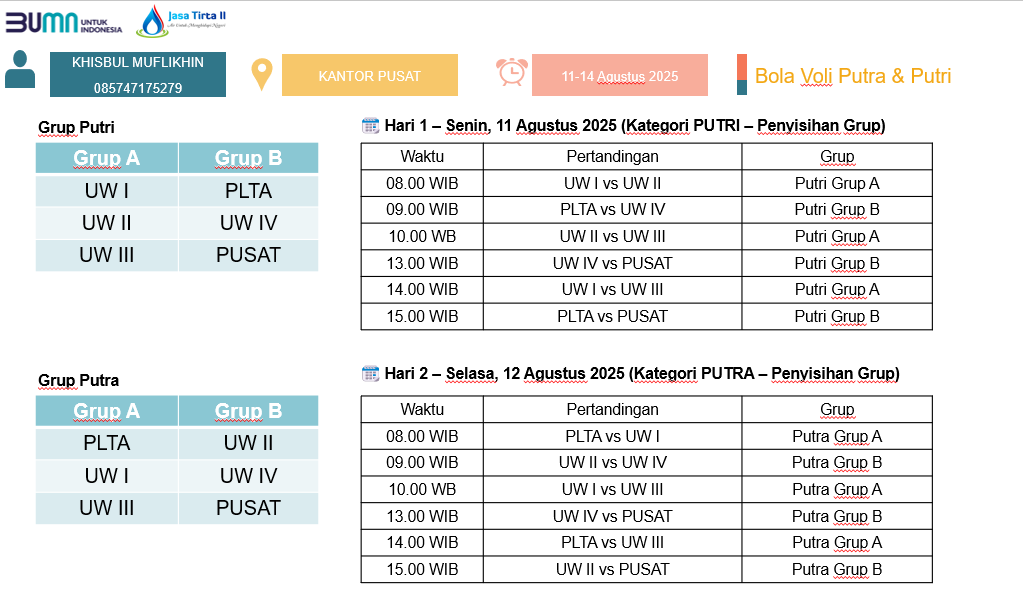 BUMN UNTUK INDONESIA
Jasa Tirta II
Air Untuk Menghidupi Negeri
KHISBUL MUFLIKHIN
085747175279
KANTOR PUSAT
11-14 Agustus 2025
Bola Voli Putra & Putri
Grup Putri
Grup A Grup B
UW I PLTA
UW II UW IV
UW III PUSAT
Hari 1 – Senin, 11 Agustus 2025 (Kategori PUTRI – Penyisihan Grup)
Waktu Pertandingan Grup
08.00 WIB UW I vs UW II Putri Grup A
09.00 WIB PLTA vs UW IV Putri Grup B
10.00 WB UW II vs UW III Putri Grup A
13.00 WIB UW IV vs PUSAT Putri Grup B
14.00 WIB UW I vs UW III Putri Grup A
15.00 WIB PLTA vs PUSAT Putri Grup B
Grup Putra
Grup A Grup B
PLTA UW II
UW I UW IV
UW III PUSAT
Hari 2 – Selasa, 12 Agustus 2025 (Kategori PUTRA – Penyisihan Grup)
Waktu Pertandingan Grup
08.00 WIB PLTA vs UW I Putra Grup A
09.00 WIB UW II vs UW IV Putra Grup B
10.00 WB UW I vs UW III Putra Grup A
13.00 WIB UW IV vs PUSAT Putra Grup B
14.00 WIB PLTA vs UW III Putra Grup A
15.00 WIB UW II vs PUSAT Putra Grup B